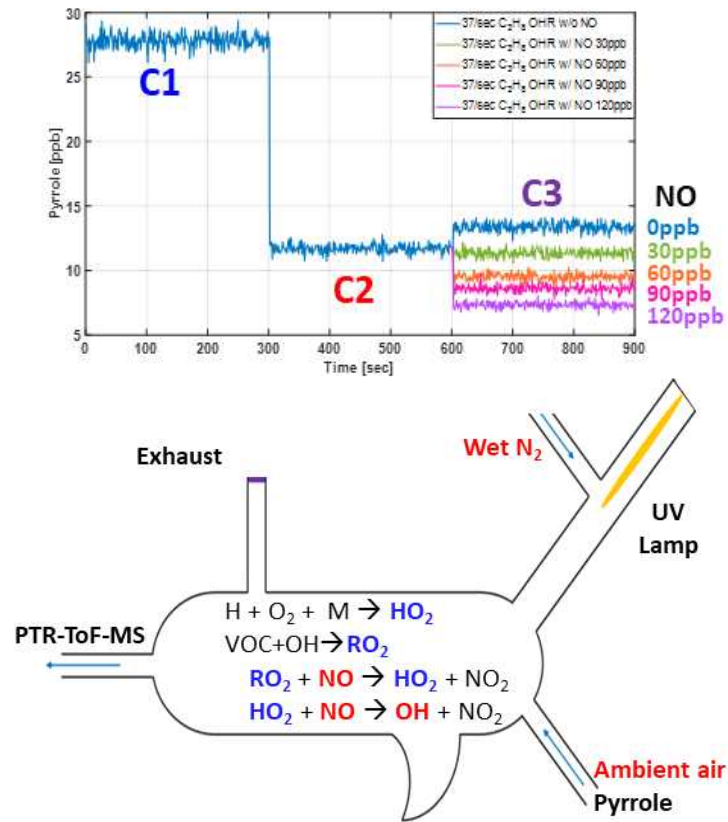 30
25
20
15
10
5
Pyrrole [ppb]
0
100
200
300
400
500
600
700
800
900
Time [sec]
37/sec C₂H₆ OHR w/o NO
37/sec C₂H₆ OHR w/ NO 30ppb
37/sec C₂H₆ OHR w/ NO 60ppb
37/sec C₂H₆ OHR w/ NO 90ppb
37/sec C₂H₆ OHR w/ NO 120ppb
C1
C2
C3
NO
0ppb
30ppb
60ppb
90ppb
120ppb
Wet N₂
Exhaust
UV
Lamp
PTR-ToF-MS
H + O₂ + M → HO₂
VOC+OH→RO₂
RO₂ + NO → HO₂ + NO₂
HO₂ + NO → OH + NO₂
Ambient air
Pyrrole